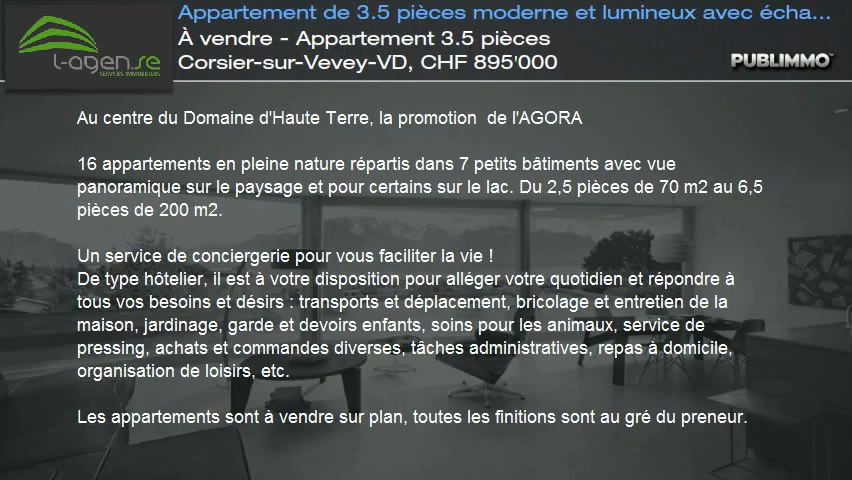 Appartement de 3.5 pièces moderne et lumineux avec écha...
À vendre - Appartement 3.5 pièces
Corsier-sur-Vevey-VD, CHF 895'000
l-agen.se
SERVICES IMMOBILIERS
PUBLIMMO
Au centre du Domaine d'Haute Terre, la promotion  de l'AGORA
16 appartements en pleine nature répartis dans 7 petits bâtiments avec vue
panoramique sur le paysage et pour certains sur le lac. Du 2,5 pièces de 70 m2 au 6,5
pièces de 200 m2.
Un service de conciergerie pour vous faciliter la vie !
De type hôtelier, il est à votre disposition pour alléger votre quotidien et répondre à
tous vos besoins et désirs : transports et déplacement, bricolage et entretien de la
maison, jardinage, garde et devoirs enfants, soins pour les animaux, service de
pressing, achats et commandes diverses, tâches administratives, repas à domicile,
organisation de loisirs, etc.
Les appartements sont à vendre sur plan, toutes les finitions sont au gré du preneur.